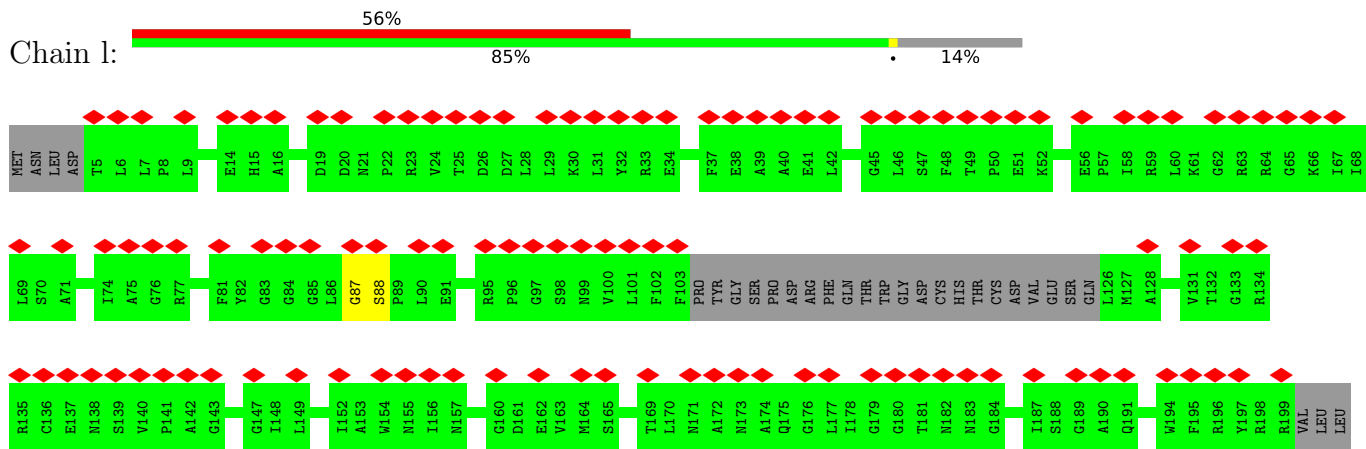 56%
Chain l:
85%
•
14%
MET ASN LEU ASP T5 L6 L7 P8 L9 E14 H15 A16 D19 D20 N21 P22 R23 V24 T25 D26 D27 L28 L29 K30 L31 Y32 R33 E34 F37 E38 A39 A40 E41 L42 G45 L46 S47 F48 T49 P50 E51 K52 E56 P57 I58 R59 L60 K61 G62 R63 R64 G65 K66 I67 I68
L69 S70 A71 I74 A75 G76 R77 F81 Y82 G83 G84 G85 L86 G87 S88 P89 L90 E91 R95 P96 G97 S98 N99 V100 L101 F102 F103 PRO TYR GLY SER PRO ASP ARG PHE GLN THR TRP GLY ASP CYS HIS THR CYS ASP VAL GLU SER GLN L126 M127 A128 V131 T132 G133 R134
R135 C136 E137 N138 S139 V140 P141 A142 G143 G147 I148 L149 I152 A153 W154 N155 I156 N157 G160 D161 E162 V163 M164 S165 T169 L170 N171 A172 N173 A174 Q175 G176 L177 I178 G179 G180 T181 N182 N183 G184 I187 S188 G189 A190 Q191 W194 F195 R196 Y197 R198 R199 VAL LEU LEU